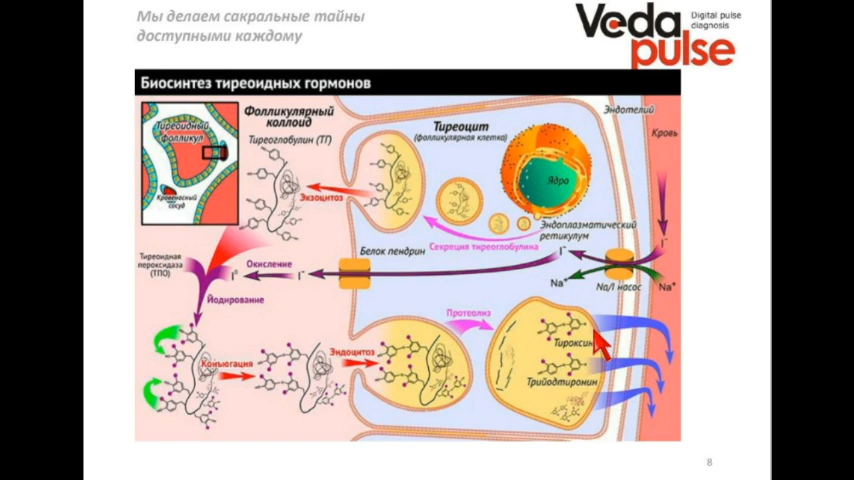 Мы делаем сакральные тайны
доступными каждому
Veda
pulse
Digital pulse
diagnosis
Биосинтез тиреоидных гормонов
Тиреоидный
фолликул
Кровеносный
сосуд
Фолликулярный
коллоид
Тиреоглобулин (ТГ)
Тиреоцит
(фолликулярная клетка)
Эндотелий
Кровь
Ядро
Экзоцитоз
Эндоплазматический
ретикулум
Секреция тиреоглобулина
Белок пендрин
Тиреоидная
пероксидаза
(ТПО)
Окисление
I⁰
I⁻
I⁻
I⁻
Na⁺
Na/I насос
Na⁺
Йодирование
Протеолиз
Конъюгация
Эндоцитоз
Тироксин
Трийодтиронин
8